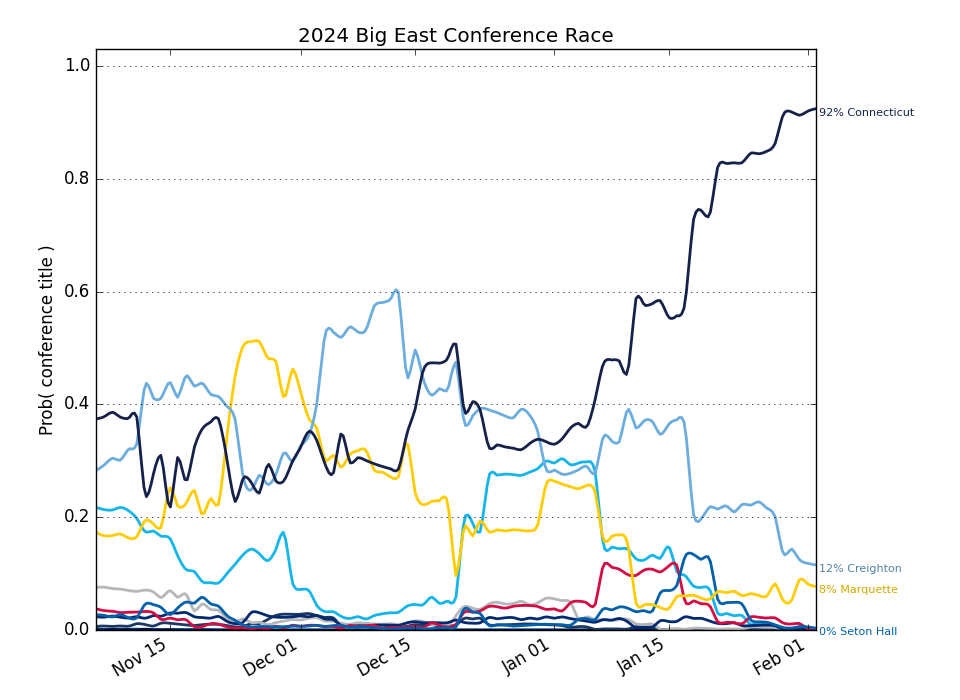 2024 Big East Conference Race
1.0
0.8
0.6
0.4
0.2
0.0
Prob( conference title )
92% Connecticut
12% Creighton
8% Marquette
0% Seton Hall
Nov 15
Dec 01
Dec 15
Jan 01
Jan 15
Feb 01